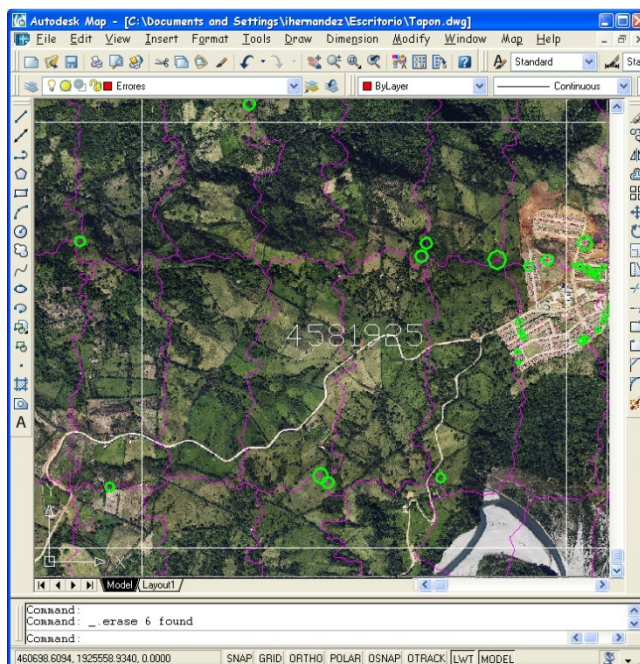 Autodesk Map - [C:\Documents and Settings\ihernandez\Escritorio\Tapon.dwg]
File Edit View Insert Format Tools Draw Dimension Modify Window Map Help
Standard Sta
Errores ByLayer Continuous
4581925
Y
X
Model Layout1
Command:
Command: _.erase 6 found
Command:
460698.6094, 1925558.9340, 0.0000 SNAP GRID ORTHO POLAR OSNAP OTRACK LWT MODEL